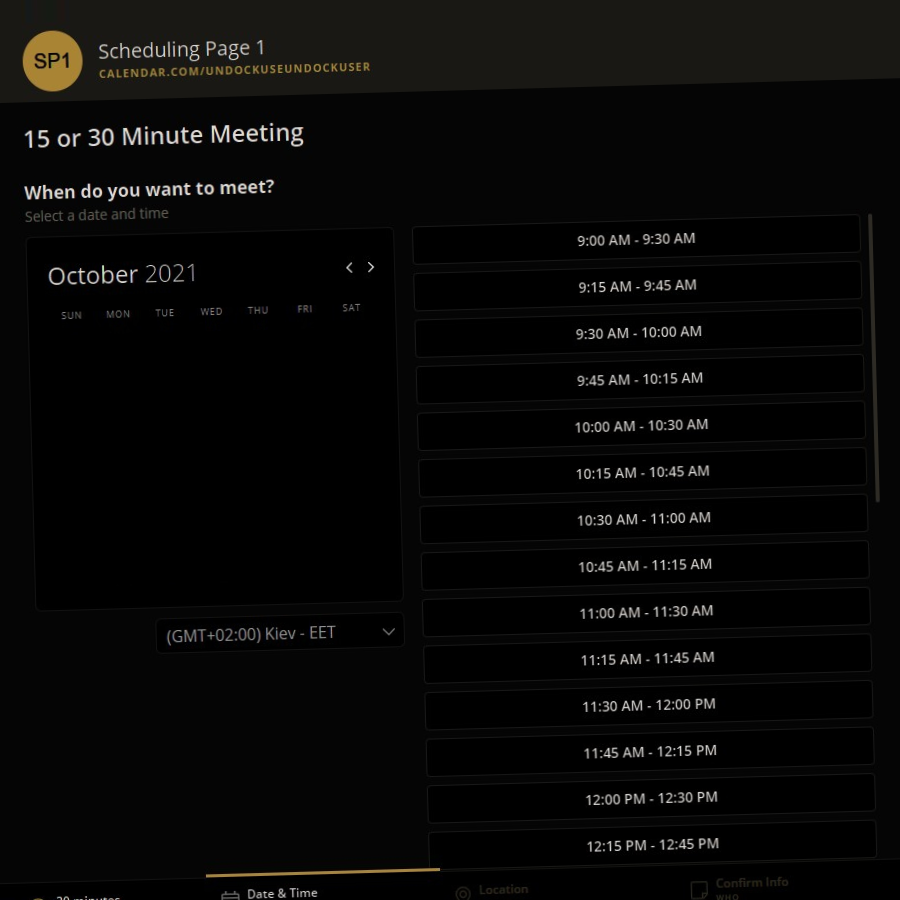 SP1
Scheduling Page 1
CALENDAR.COM/UNDOCKUSEUNDOCKUSER
15 or 30 Minute Meeting
When do you want to meet?
Select a date and time
October 2021
SUN MON TUE WED THU FRI SAT
(GMT+02:00) Kiev - EET
9:00 AM - 9:30 AM
9:15 AM - 9:45 AM
9:30 AM - 10:00 AM
9:45 AM - 10:15 AM
10:00 AM - 10:30 AM
10:15 AM - 10:45 AM
10:30 AM - 11:00 AM
10:45 AM - 11:15 AM
11:00 AM - 11:30 AM
11:15 AM - 11:45 AM
11:30 AM - 12:00 PM
11:45 AM - 12:15 PM
12:00 PM - 12:30 PM
12:15 PM - 12:45 PM
30 minutes
Date & Time
Location
Confirm Info
WHO